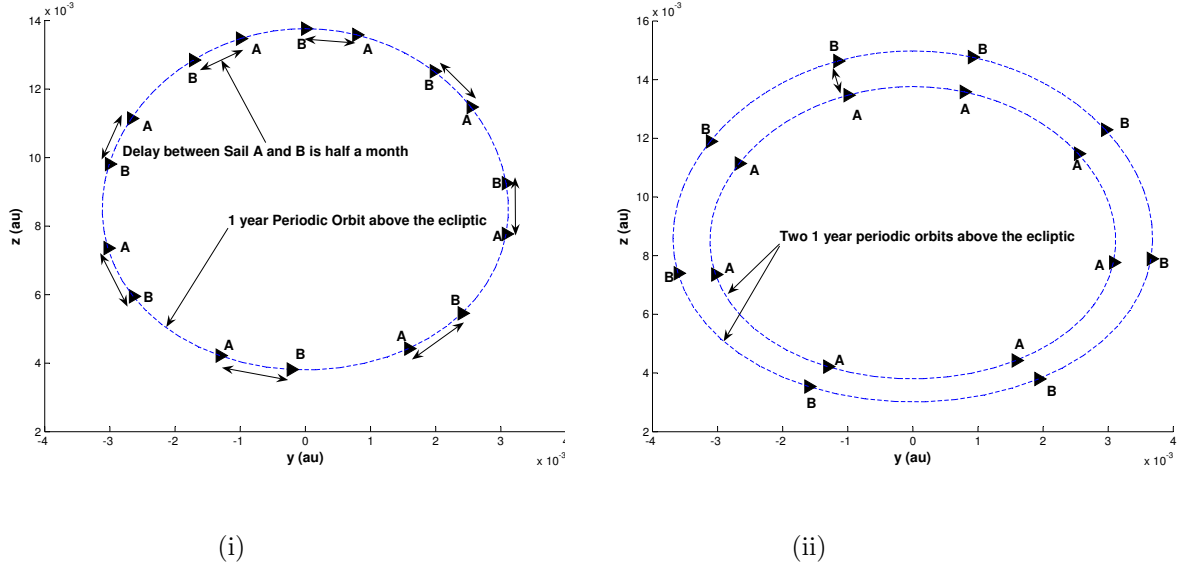 x 10⁻³
14
12
10
8
6
4
2
z (au)
−4
−3
−2
−1
0
1
2
3
4
x 10⁻³
y (au)
B
A
B
A
B
A
A
B
B
A
A
B
A
B
A
B
Delay between Sail A and B is half a month
1 year Periodic Orbit above the ecliptic
(i)
x 10⁻³
16
14
12
10
8
6
4
2
z (au)
−4
−3
−2
−1
0
1
2
3
4
x 10⁻³
y (au)
B
B
A
A
B
B
A
A
B
A
A
B
A
A
B
B
Two 1 year periodic orbits above the ecliptic
(ii)